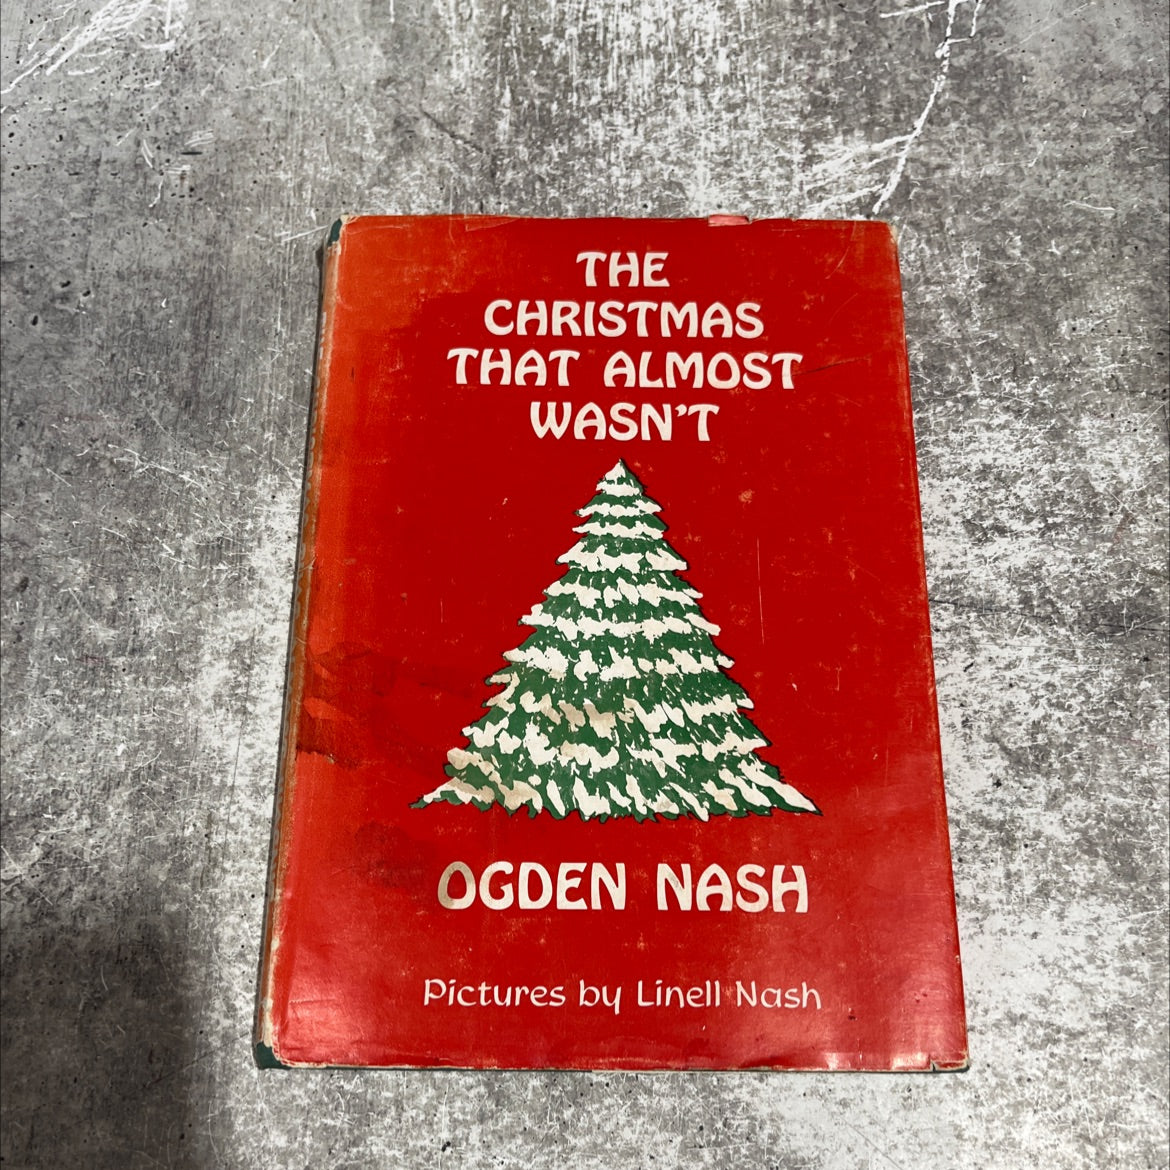 THE
CHRISTMAS
THAT ALMOST
WASN'T
OGDEN NASH
Pictures by Linell Nash